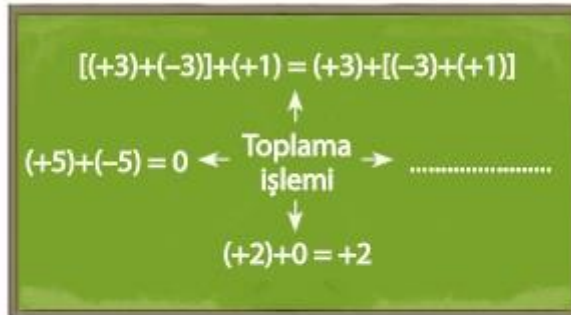 [(+3)+(–3)]+(+1) = (+3)+[(–3)+(+1)]
(+5)+(–5) = 0 ← Toplama işlemi → ........................
(+2)+0 = +2